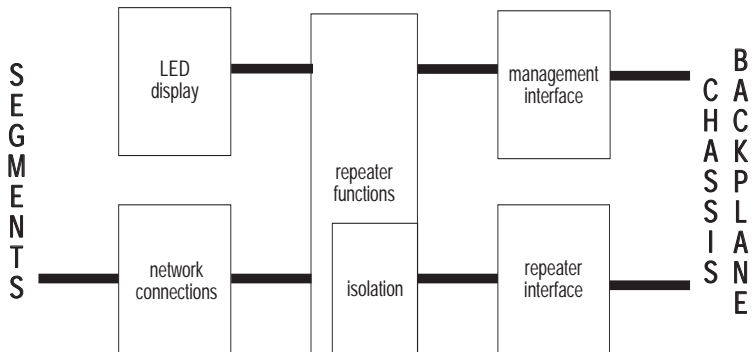 SEGMENTS
LED
display
network
connections
repeater
functions
isolation
management
interface
repeater
interface
CHASSIS
BACKPLANE